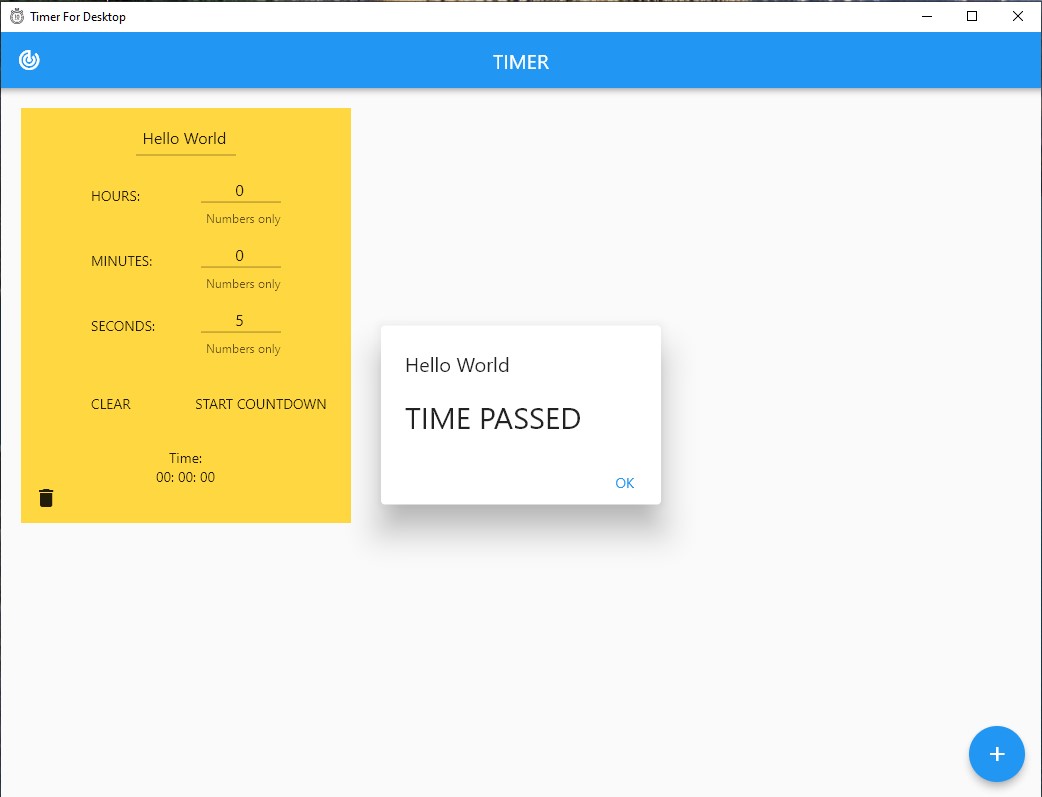 Timer For Desktop
TIMER
Hello World
HOURS: 0
Numbers only
MINUTES: 0
Numbers only
SECONDS: 5
Numbers only
CLEAR START COUNTDOWN
Time:
00: 00: 00
Hello World
TIME PASSED
OK